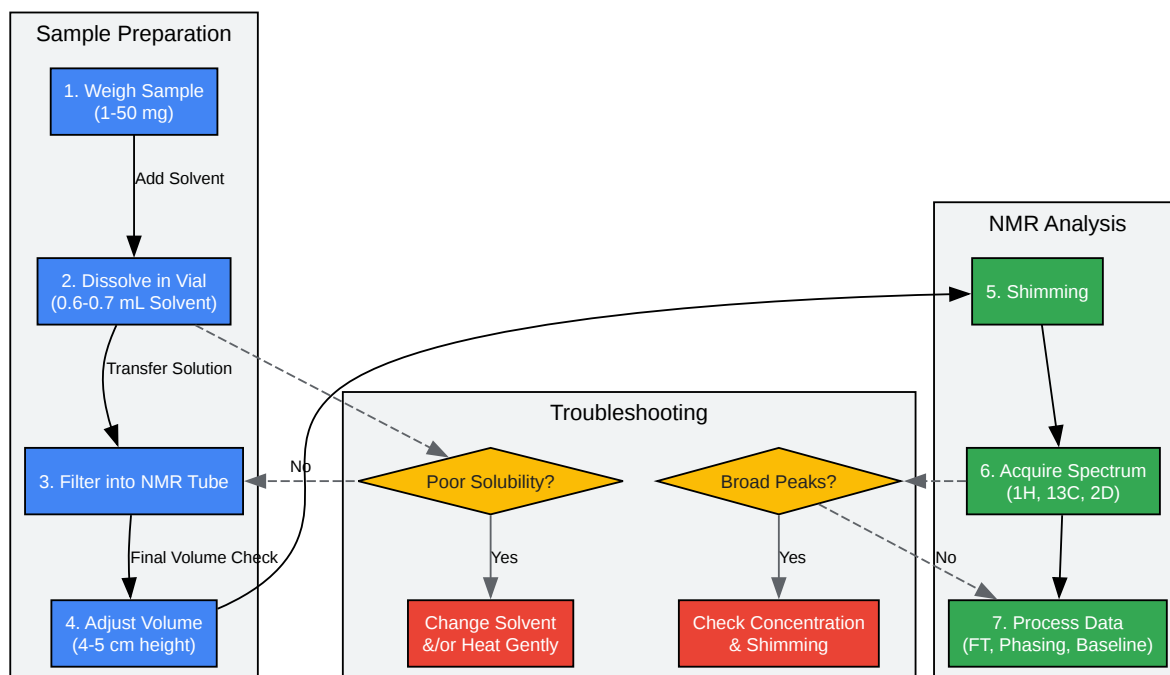 Sample Preparation
1. Weigh Sample
(1-50 mg)
Add Solvent
2. Dissolve in Vial
(0.6-0.7 mL Solvent)
Transfer Solution
3. Filter into NMR Tube
Final Volume Check
4. Adjust Volume
(4-5 cm height)
Troubleshooting
Poor Solubility?
No
Yes
Change Solvent
&/or Heat Gently
Broad Peaks?
Yes
No
Check Concentration
& Shimming
NMR Analysis
5. Shimming
6. Acquire Spectrum
(1H, 13C, 2D)
7. Process Data
(FT, Phasing, Baseline)